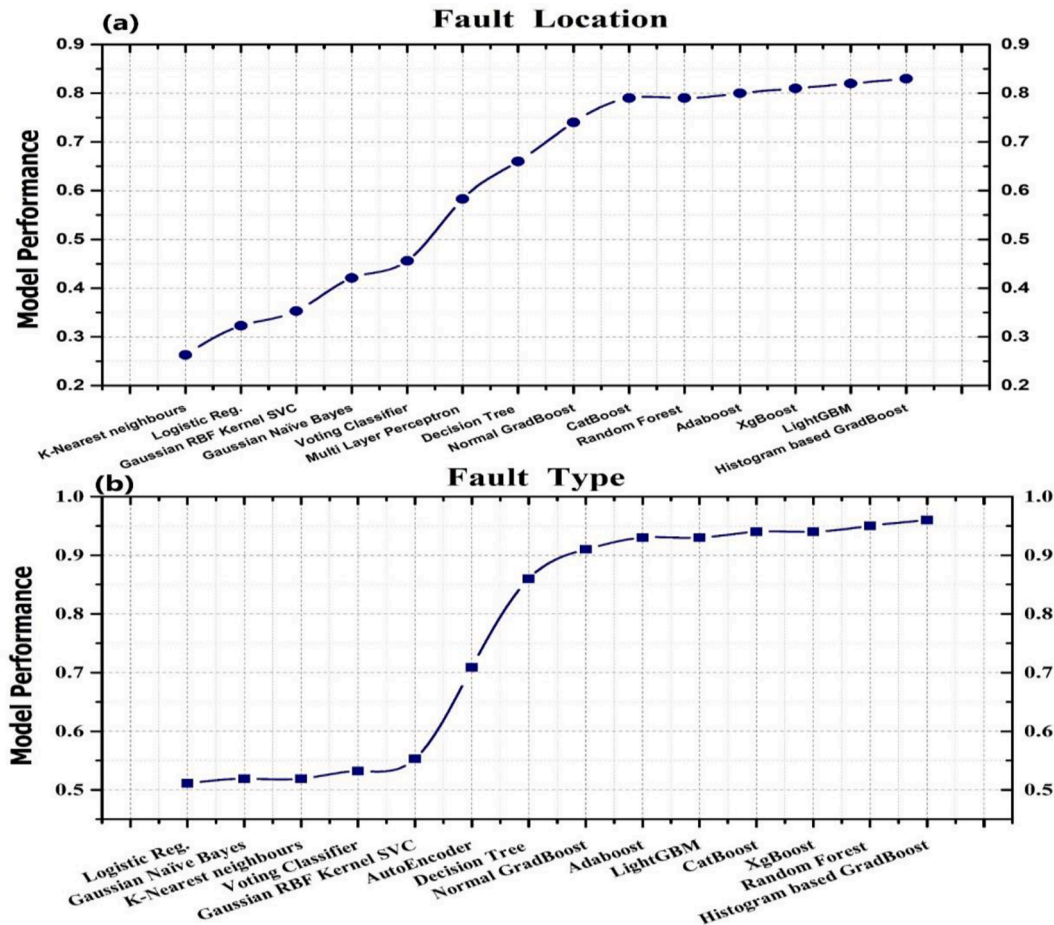 (a) Fault Location
0.9 0.9
0.8 0.8
0.7 0.7
0.6 0.6
0.5 0.5
0.4 0.4
0.3 0.3
0.2 0.2
Model Performance
K-Nearest neighbours
Logistic Reg.
Gaussian RBF Kernel SVC
Gaussian Naïve Bayes
Voting Classifier
Multi Layer Perceptron
Decision Tree
Normal GradBoost
CatBoost
Random Forest
Adaboost
XgBoost
LightGBM
Histogram based GradBoost
(b) Fault Type
1.0 1.0
0.9 0.9
0.8 0.8
0.7 0.7
0.6 0.6
0.5 0.5
Model Performance
Logistic Reg.
Gaussian Naïve Bayes
K-Nearest neighbours
Voting Classifier
Gaussian RBF Kernel SVC
AutoEncoder
Decision Tree
Normal GradBoost
Adaboost
LightGBM
CatBoost
XgBoost
Random Forest
Histogram based GradBoost